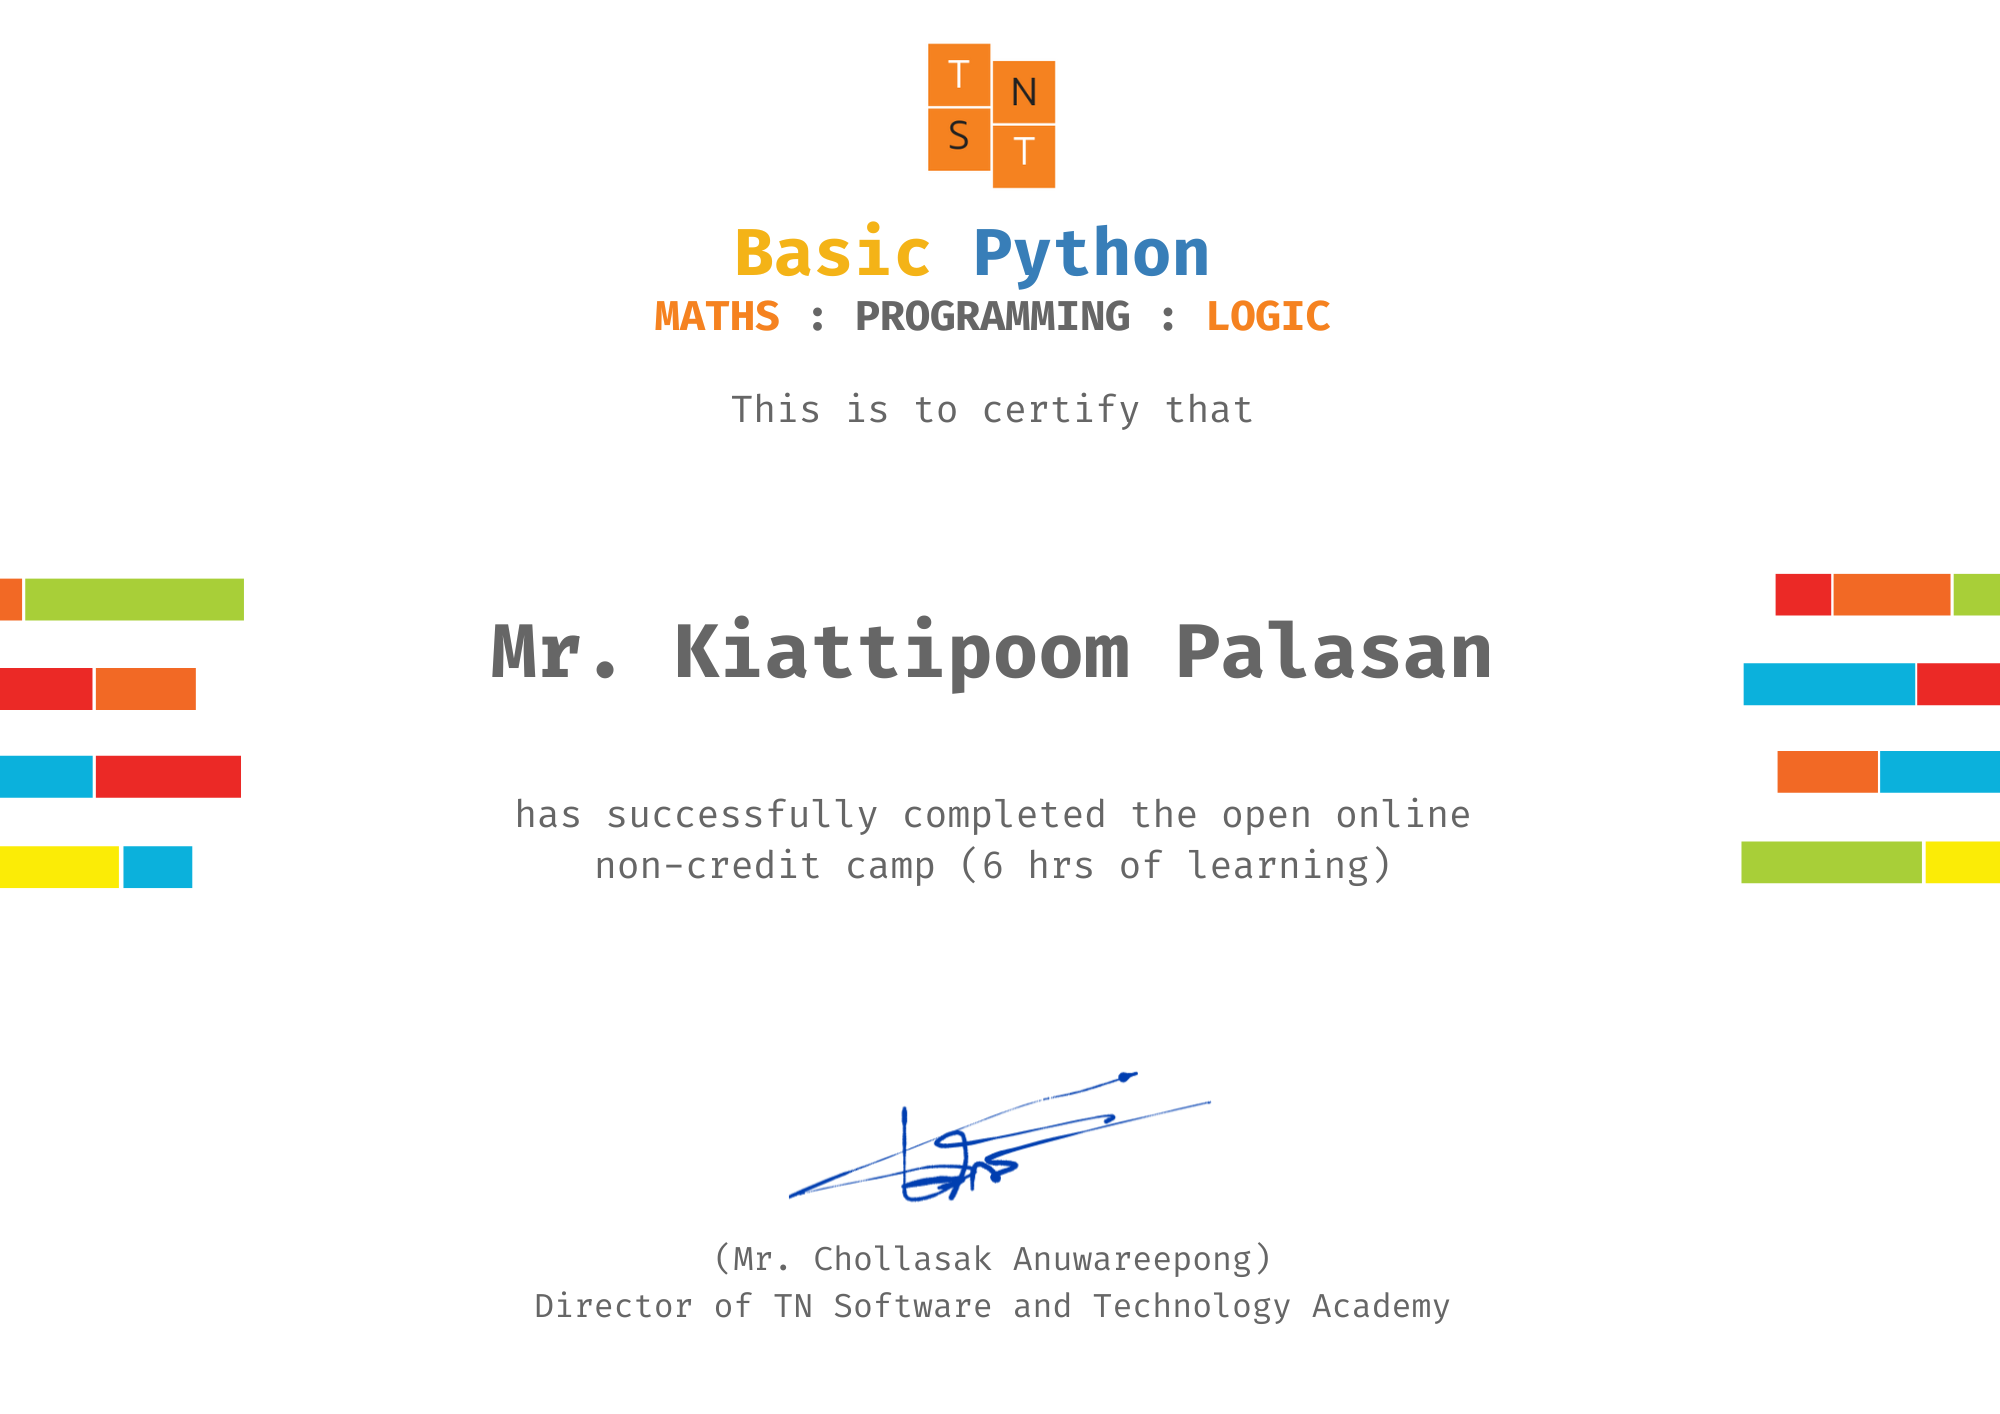 T N
S T
Basic Python
MATHS : PROGRAMMING : LOGIC
This is to certify that
Mr. Kiattipoom Palasan
has successfully completed the open online
non-credit camp (6 hrs of learning)
(Mr. Chollasak Anuwareepong)
Director of TN Software and Technology Academy